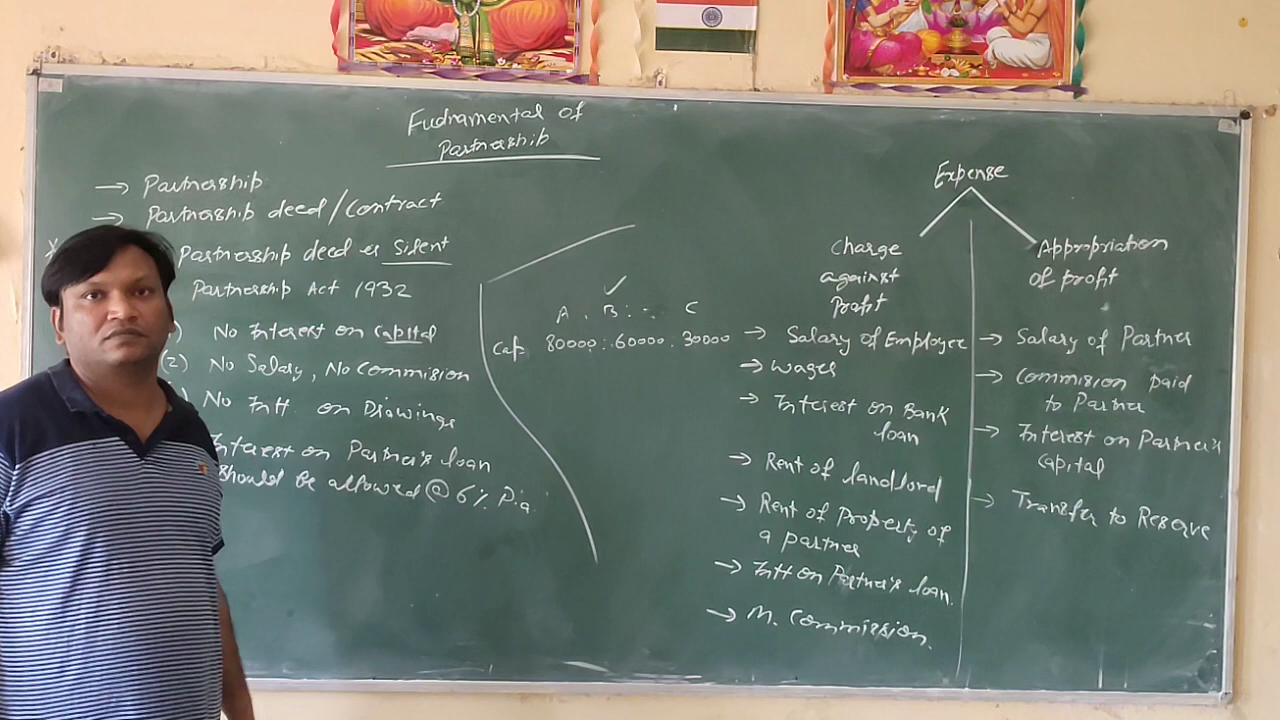 Fudramental of
Partnership
→ Partnership
→ Partnership deed/Contract
* Partnership deed is Silent
Partnership Act 1932
) No Interest on Capital
(2) No Salary, No Commision
) No Intt. on Drawings
Interest on Partner's loan
should be allowed @ 6% P.a.
A . B : . C
Cap. 80000 : 60000 . 30000
Expense
Charge
against
Profit
→ Salary of Employee
→ Wages
→ Interest on Bank
loan
→ Rent of landlord
→ Rent of Property of
a partner
→ Intt on Partner's loan.
→ M. Commission.
Appropriation
of profit
→ Salary of Partner
→ Commision paid
to Partner
→ Interest on Partner's
Capital
→ Transfer to Reserve